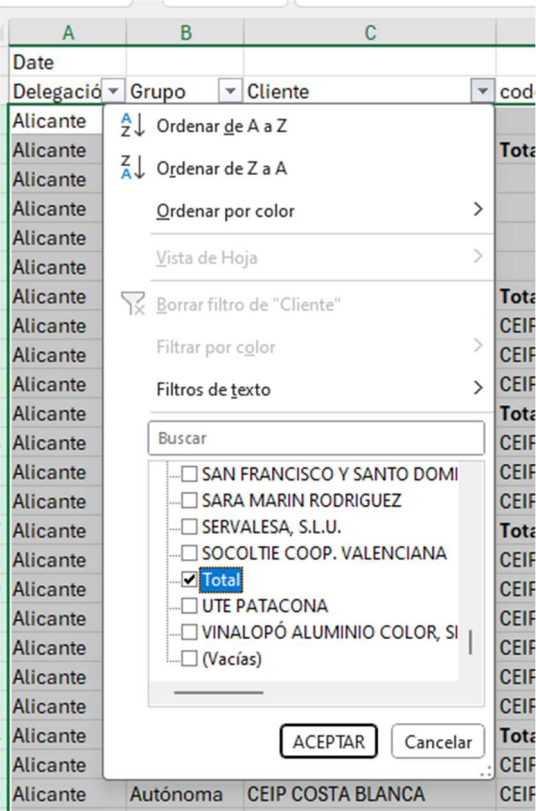 A B C
Date
Delegació Grupo Cliente cod
Alicante
Alicante Tota
Alicante
Alicante
Alicante
Alicante
Alicante Tota
Alicante CEIP
Alicante CEIP
Alicante CEIP
Alicante Tota
Alicante CEIP
Alicante CEIP
Alicante CEIP
Alicante Tota
Alicante CEIP
Alicante CEIP
Alicante CEIP
Alicante CEIP
Alicante CEIP
Alicante CEIP
Alicante Tota
Alicante CEIP
Alicante Autónoma CEIP COSTA BLANCA CEIP
Ordenar de A a Z
Ordenar de Z a A
Ordenar por color
Vista de Hoja
Borrar filtro de "Cliente"
Filtrar por color
Filtros de texto
Buscar
SAN FRANCISCO Y SANTO DOMI
SARA MARIN RODRIGUEZ
SERVALESA, S.L.U.
SOCOLTIE COOP. VALENCIANA
Total
UTE PATACONA
VINALOPÓ ALUMINIO COLOR, S
(Vacías)
ACEPTAR Cancelar